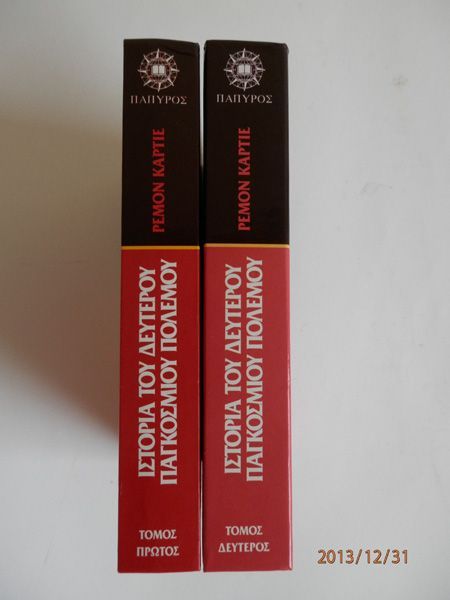 ΠΑΠΥΡΟΣ
ΡΕΜΟΝ ΚΑΡΤΙΕ
ΙΣΤΟΡΙΑ ΤΟΥ ΔΕΥΤΕΡΟΥ
ΠΑΓΚΟΣΜΙΟΥ ΠΟΛΕΜΟΥ
ΤΟΜΟΣ
ΠΡΩΤΟΣ
ΠΑΠΥΡΟΣ
ΡΕΜΟΝ ΚΑΡΤΙΕ
ΙΣΤΟΡΙΑ ΤΟΥ ΔΕΥΤΕΡΟΥ
ΠΑΓΚΟΣΜΙΟΥ ΠΟΛΕΜΟΥ
ΤΟΜΟΣ
ΔΕΥΤΕΡΟΣ
2013/12/31